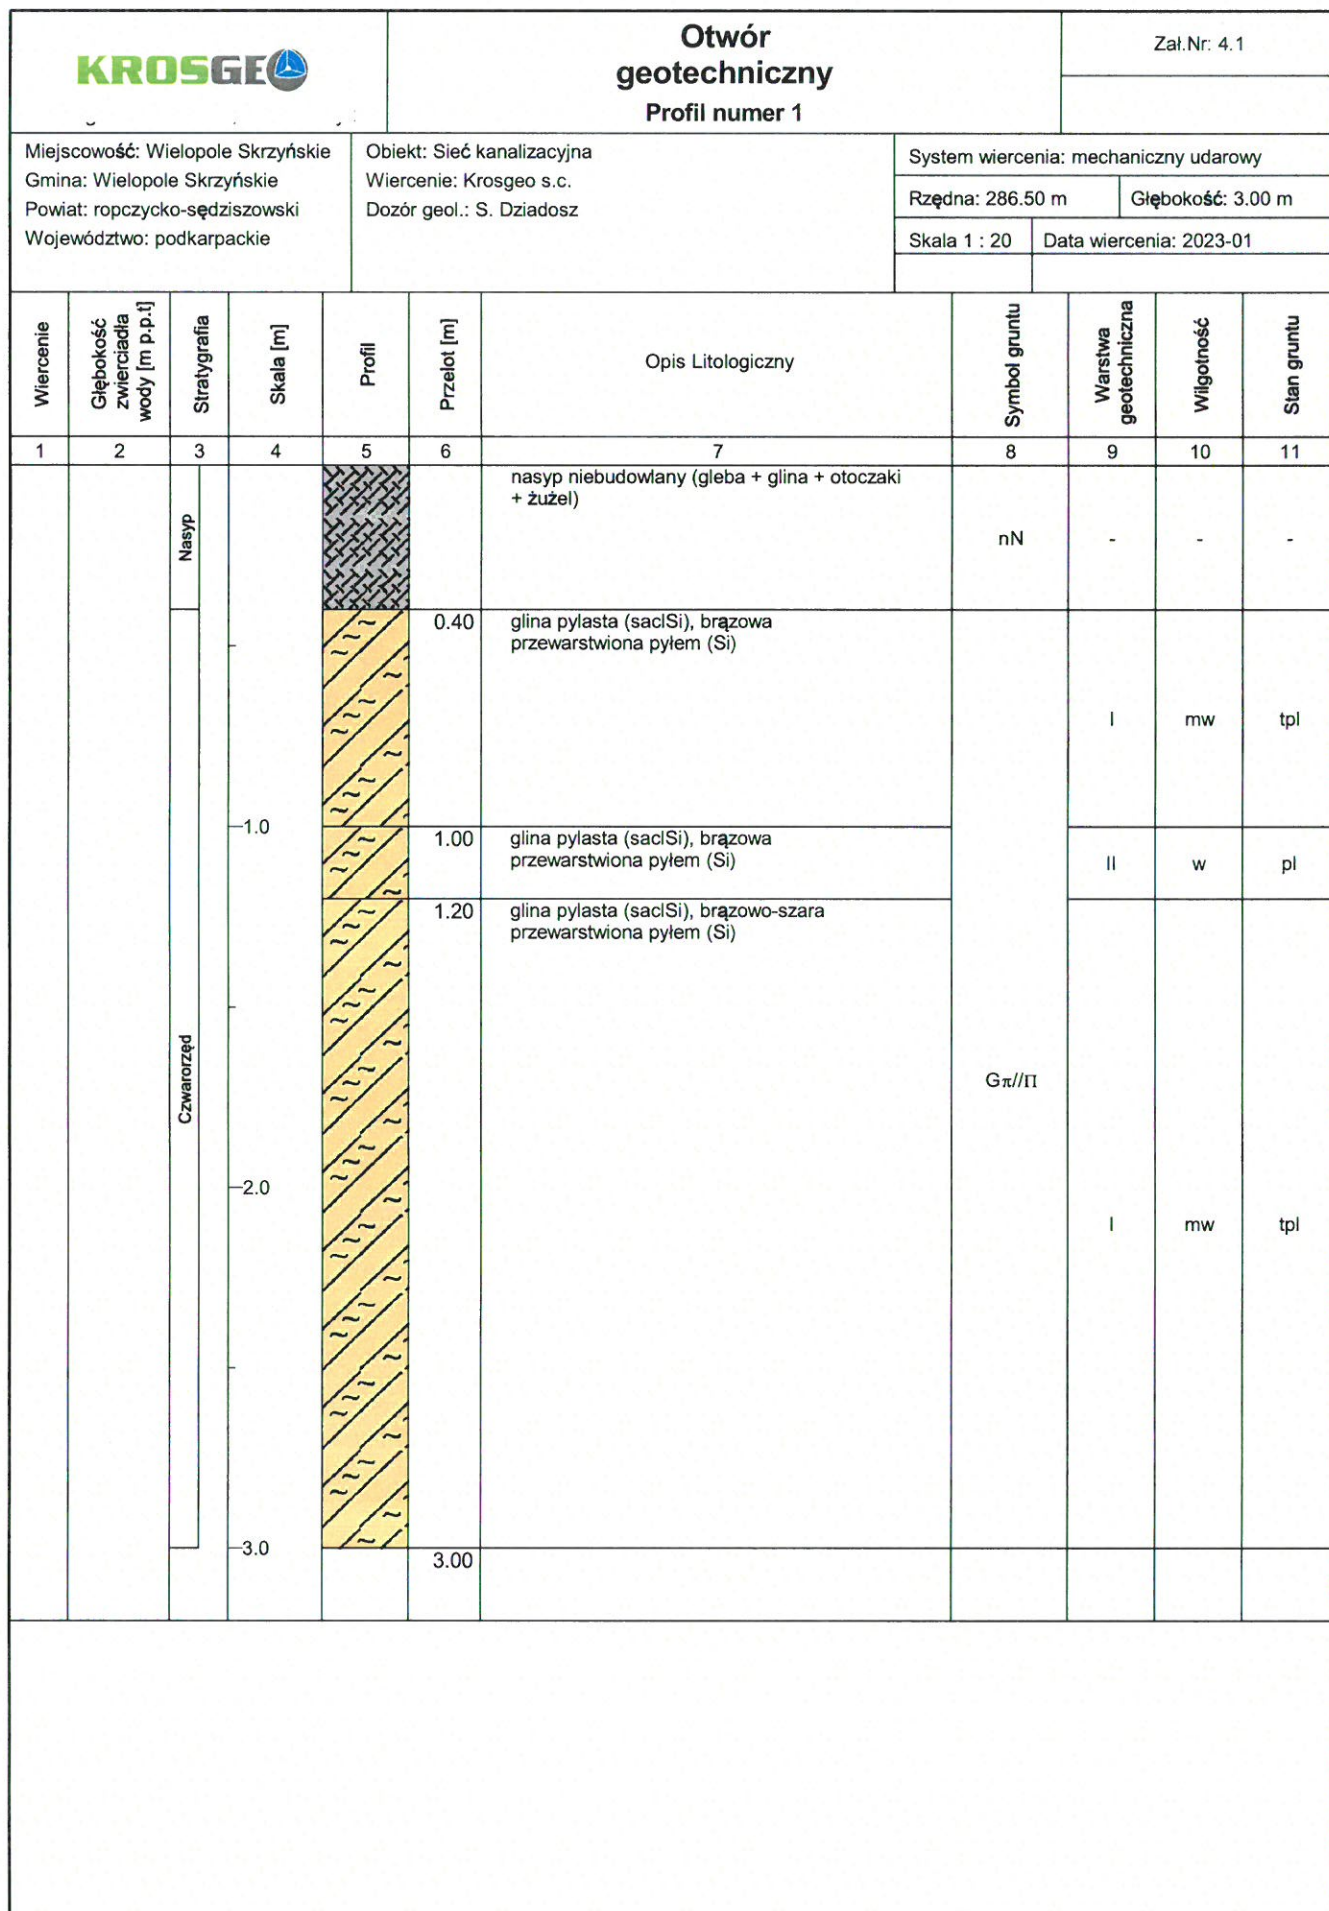 KROSGEO
Otwór
geotechniczny
Profil numer 1
Zał.Nr: 4.1
Miejscowość: Wielopole Skrzyńskie
Gmina: Wielopole Skrzyńskie
Powiat: ropczycko-sędziszowski
Województwo: podkarpackie
Obiekt: Sieć kanalizacyjna
Wiercenie: Krosgeo s.c.
Dozór geol.: S. Dziadosz
System wiercenia: mechaniczny udarowy
Rzędna: 286.50 m
Głębokość: 3.00 m
Skala 1 : 20
Data wiercenia: 2023-01
Wiercenie
Głębokość
zwierciadła
wody [m p.p.t]
Stratygrafia
Skala [m]
Profil
Przelot [m]
Opis Litologiczny
Symbol gruntu
Warstwa
geotechniczna
Wilgotność
Stan gruntu
1 2 3 4 5 6 7 8 9 10 11
Nasyp
nasyp niebudowlany (gleba + glina + otoczaki
+ żużel)
nN - - -
0.40 glina pylasta (saclSi), brązowa
przewarstwiona pyłem (Si)
I mw tpl
1.0
1.00 glina pylasta (saclSi), brązowa
przewarstwiona pyłem (Si)
II w pl
1.20 glina pylasta (saclSi), brązowo-szara
przewarstwiona pyłem (Si)
Czwarorzęd
Gπ//Π
2.0
I mw tpl
3.0
3.00